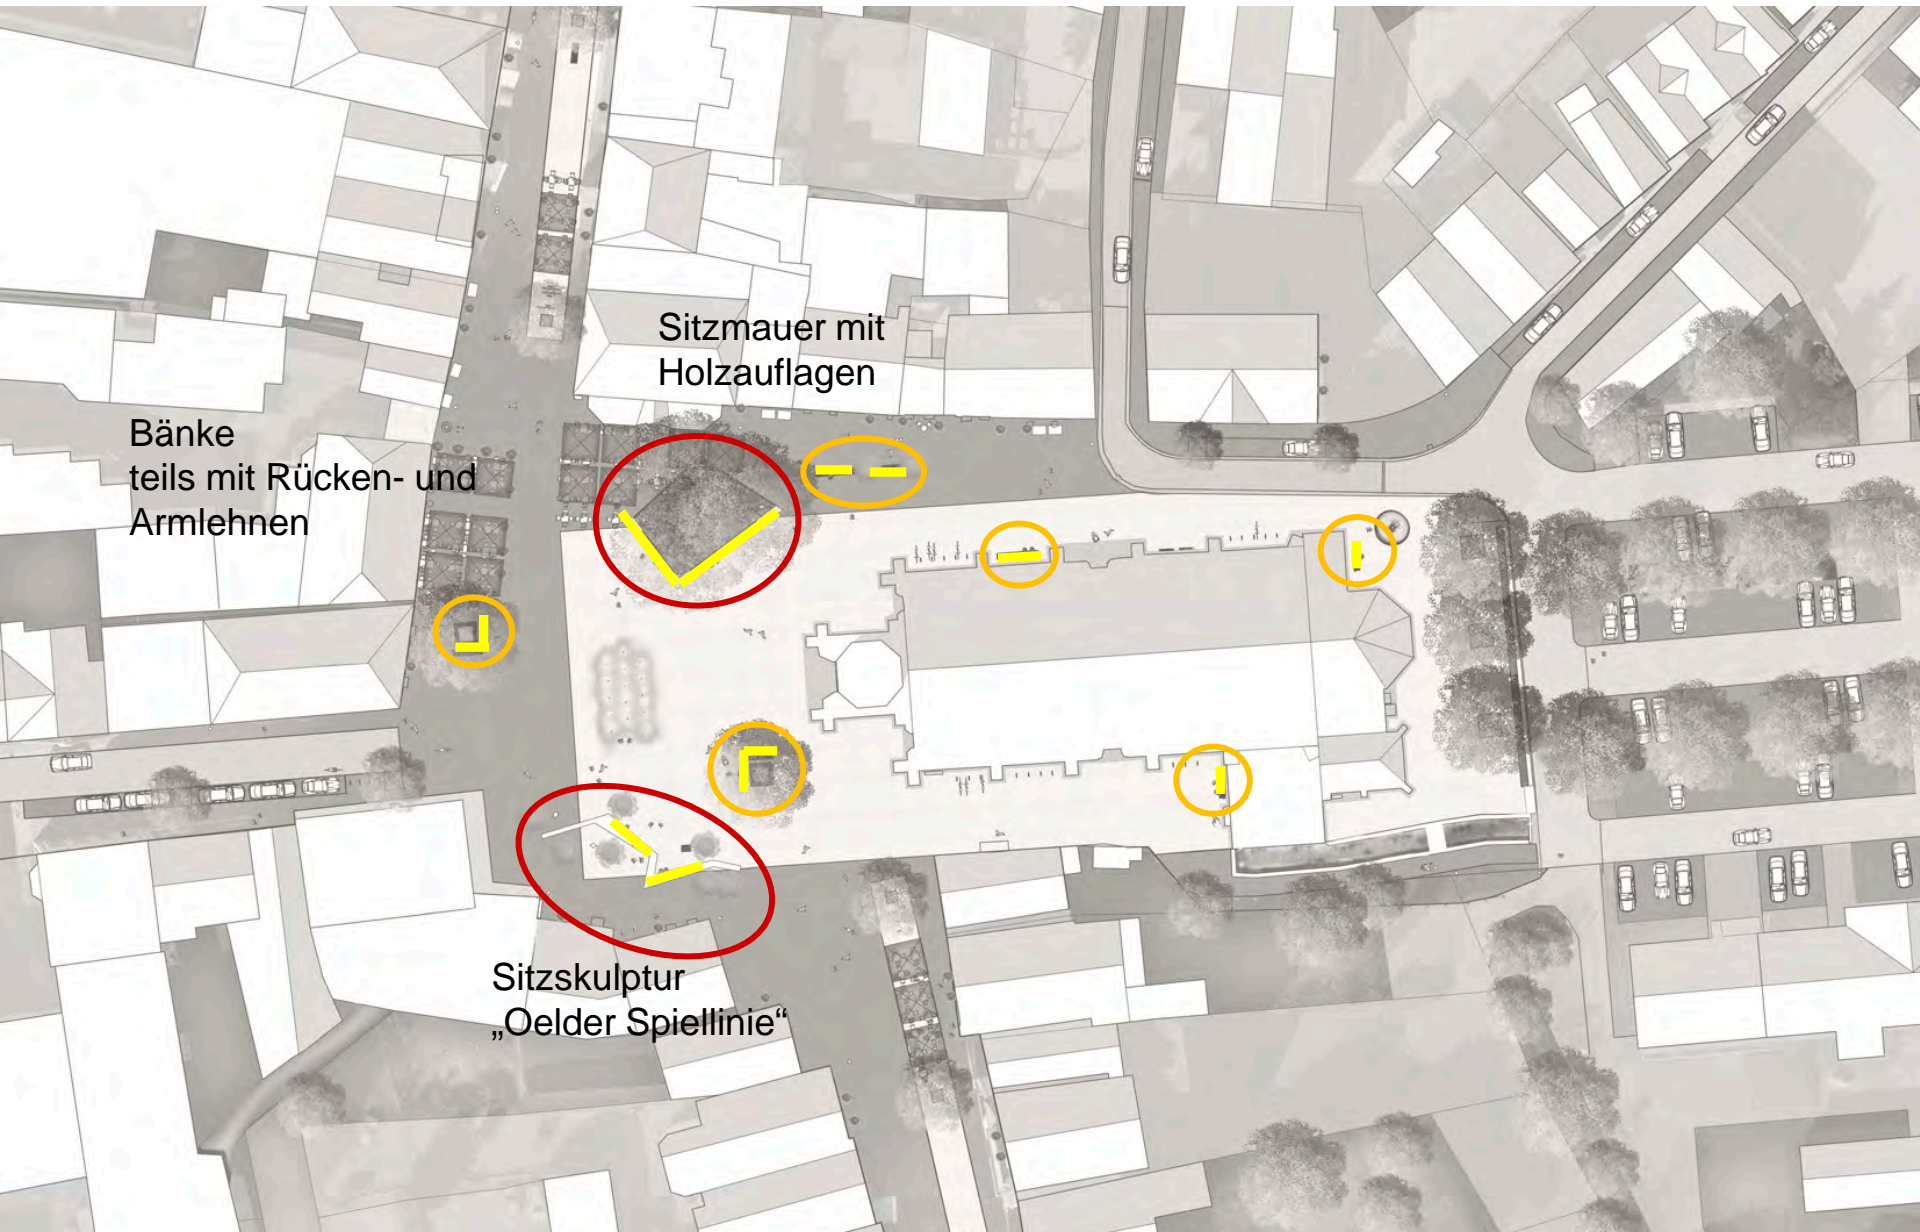 Sitzmauer mit
Holzauflagen
Bänke
teils mit Rücken- und
Armlehnen
Sitzskulptur
„Oelder Spiellinie“